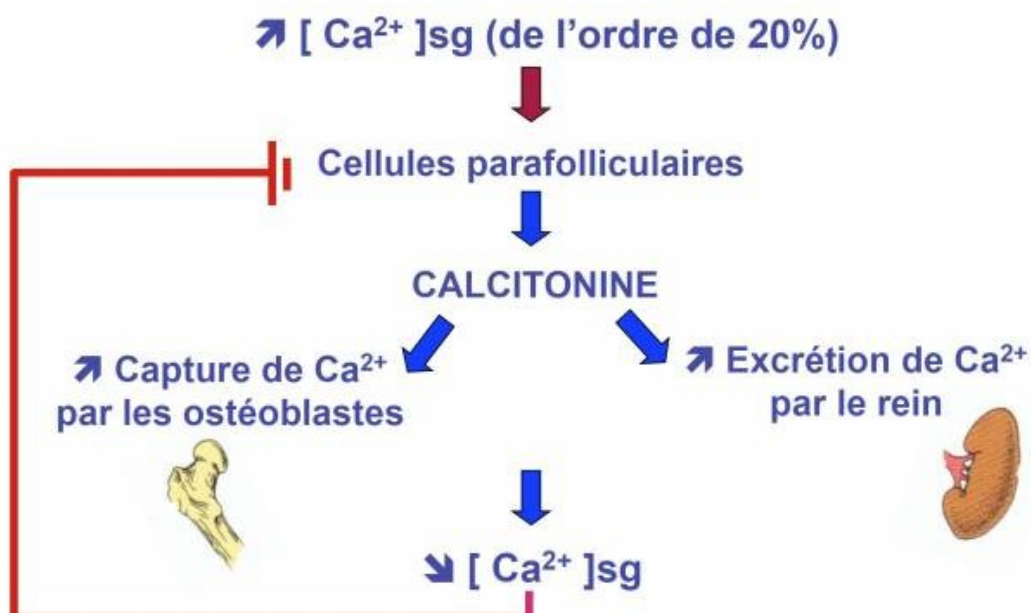 ↗ [ Ca²⁺ ]sg (de l'ordre de 20%)
Cellules parafolliculaires
CALCITONINE
↗ Capture de Ca²⁺
par les ostéoblastes
↗ Excrétion de Ca²⁺
par le rein
↘ [ Ca²⁺ ]sg